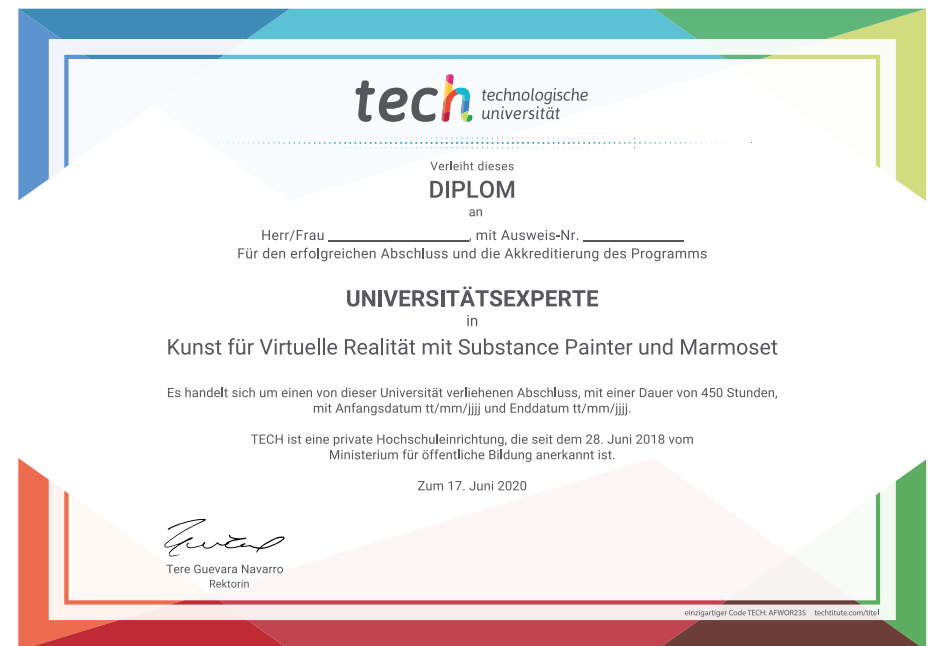 tech technologische
universität
Verleiht dieses
DIPLOM
an
Herr/Frau ____________________, mit Ausweis-Nr. ______________
Für den erfolgreichen Abschluss und die Akkreditierung des Programms
UNIVERSITÄTSEXPERTE
in
Kunst für Virtuelle Realität mit Substance Painter und Marmoset
Es handelt sich um einen von dieser Universität verliehenen Abschluss, mit einer Dauer von 450 Stunden,
mit Anfangsdatum tt/mm/jjjj und Enddatum tt/mm/jjjj.
TECH ist eine private Hochschuleinrichtung, die seit dem 28. Juni 2018 vom
Ministerium für öffentliche Bildung anerkannt ist.
Zum 17. Juni 2020
Tere Guevara Navarro
Rektorin
einzigartiger Code TECH: AFWOR23S techtitute.com/titel